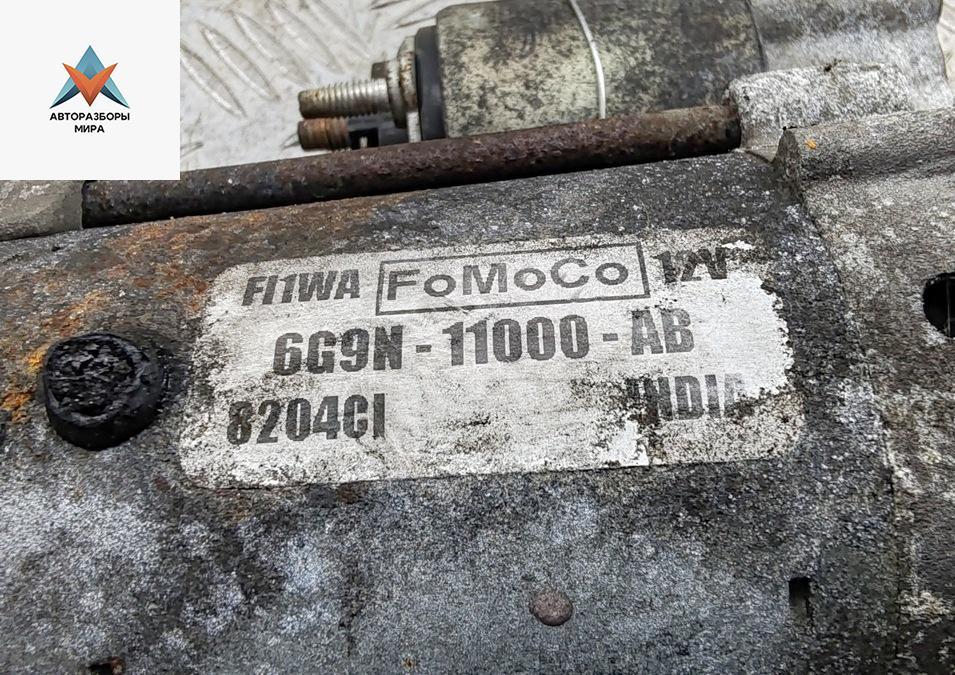 АВТОРАЗБОРЫ
МИРА
FI1WA FoMoCo 12V
6G9N - 11000 - AB
8204CI INDIA